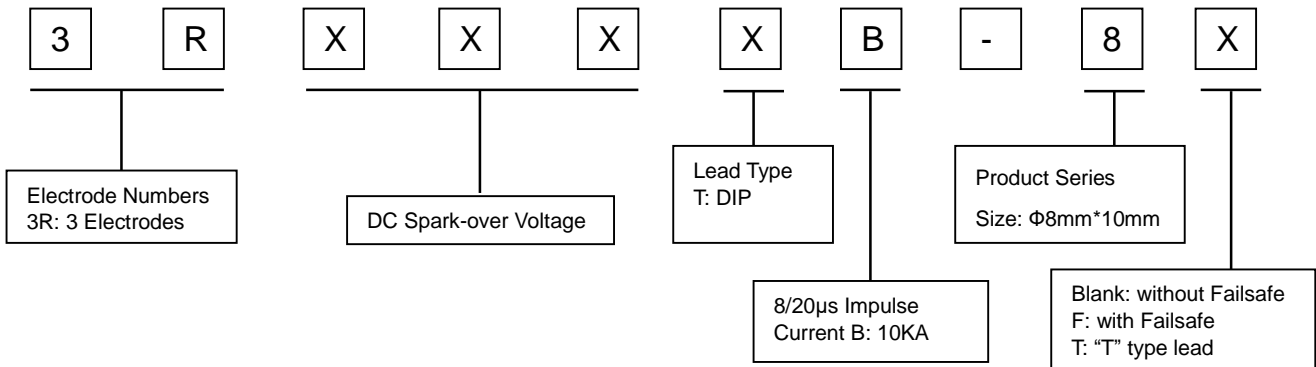 3 R X X X X B - 8 X
Electrode Numbers
3R: 3 Electrodes
DC Spark-over Voltage
Lead Type
T: DIP
Product Series
Size: Φ8mm*10mm
8/20μs Impulse
Current B: 10KA
Blank: without Failsafe
F: with Failsafe
T: “T” type lead